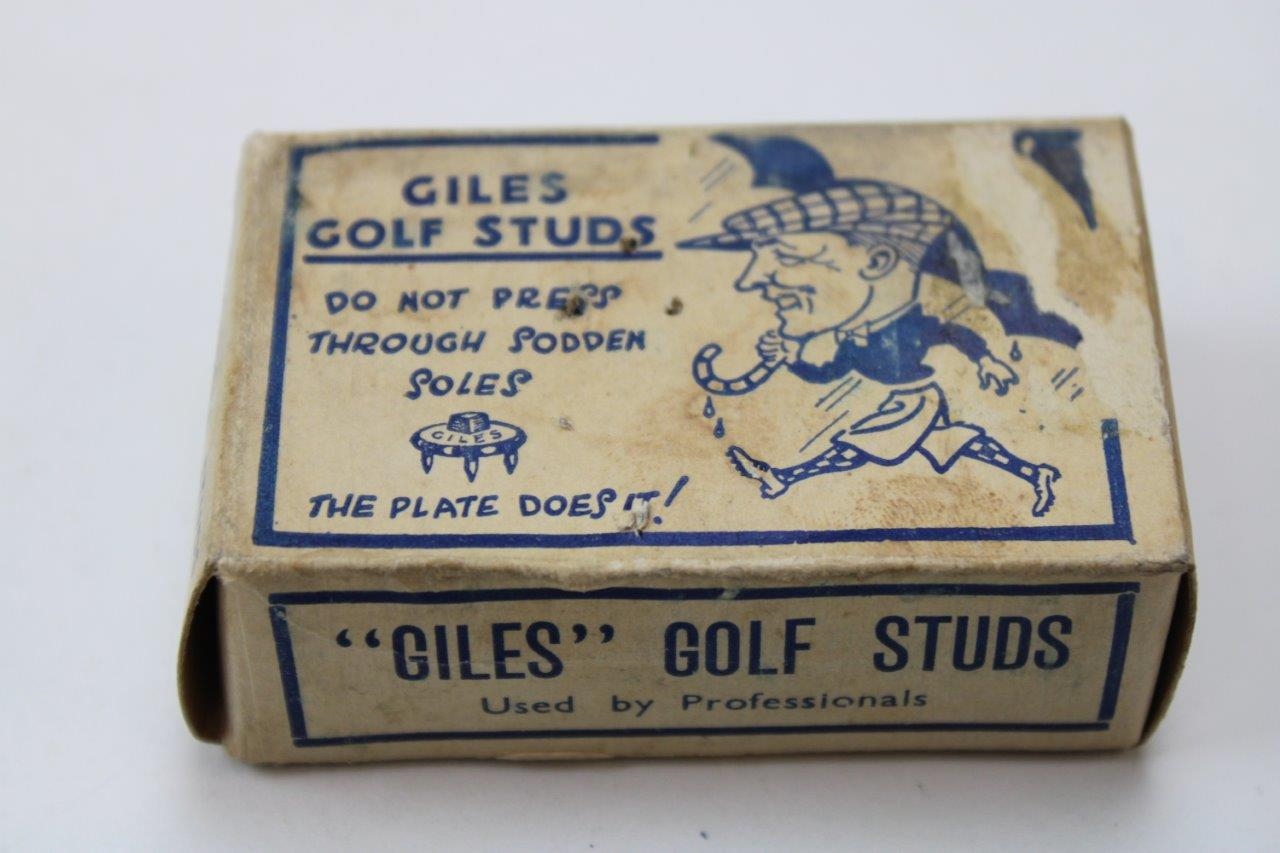 GILES
GOLF STUDS
DO NOT PRESS
THROUGH SODDEN
SOLES
GILES
THE PLATE DOES IT!
"GILES" GOLF STUDS
Used by Professionals